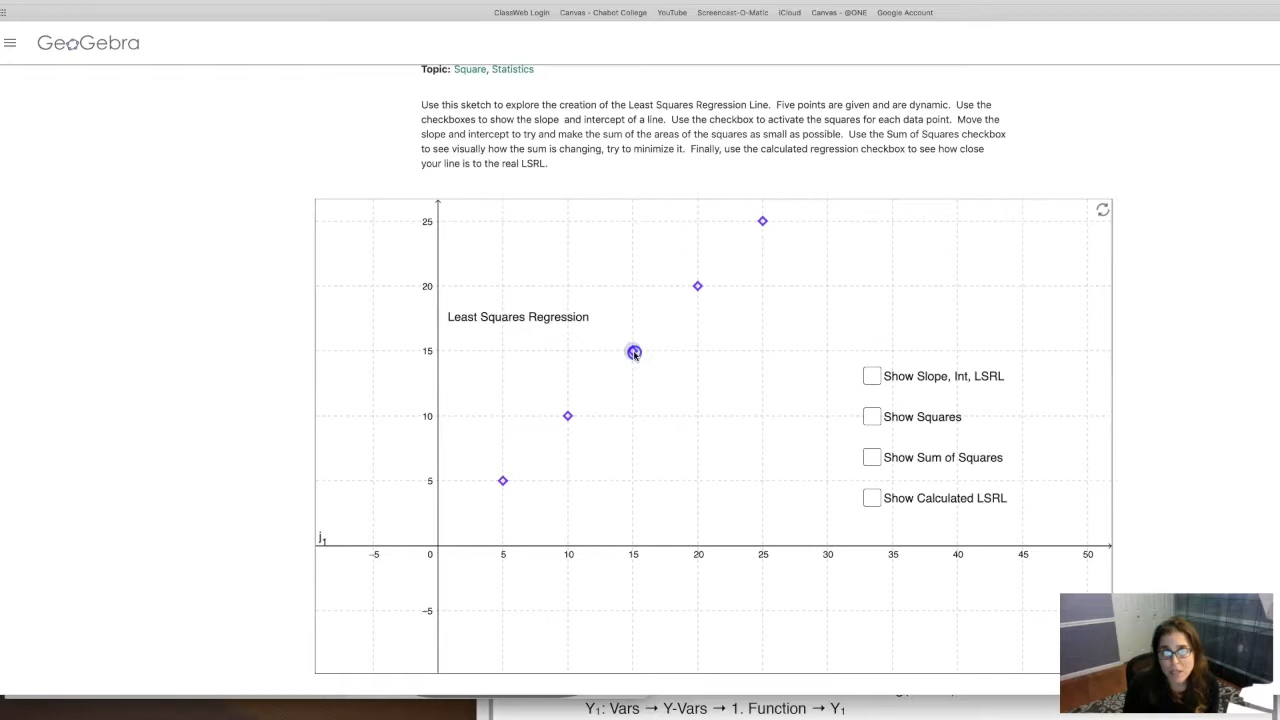 ClassWeb Login Canvas - Chabot College YouTube Screencast-O-Matic iCloud Canvas - @ONE Google Account
GeoGebra
Topic: Square, Statistics
Use this sketch to explore the creation of the Least Squares Regression Line. Five points are given and are dynamic. Use the
checkboxes to show the slope and intercept of a line. Use the checkbox to activate the squares for each data point. Move the
slope and intercept to try and make the sum of the areas of the squares as small as possible. Use the Sum of Squares checkbox
to see visually how the sum is changing, try to minimize it. Finally, use the calculated regression checkbox to see how close
your line is to the real LSRL.
25
20
Least Squares Regression
15
Show Slope, Int, LSRL
10
Show Squares
Show Sum of Squares
5
Show Calculated LSRL
j₁
–5 0 5 10 15 20 25 30 35 40 45 50
–5
Y₁: Vars → Y-Vars → 1. Function → Y₁